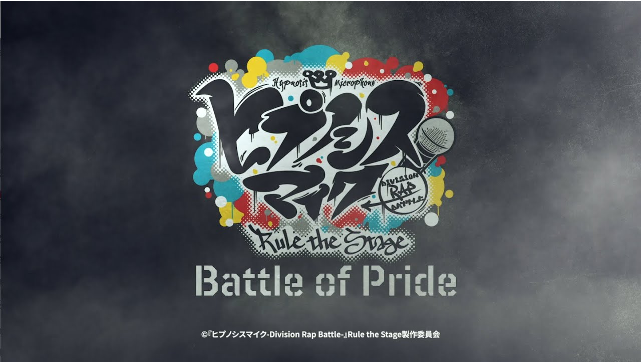 Hypnosis Microphone
ヒプノシス
マイク
DIVISION
RAP
BATTLE
Rule the Stage
Battle of Pride
©『ヒプノシスマイク-Division Rap Battle-』Rule the Stage製作委員会